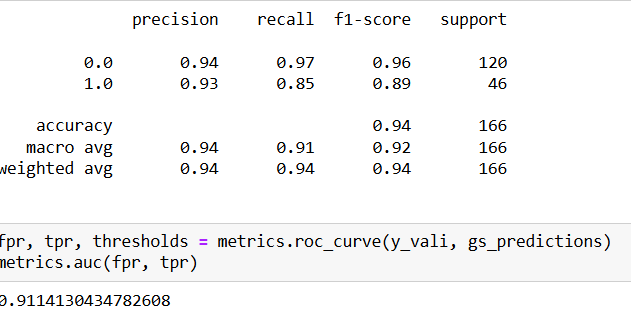 precision recall f1-score support
0.0 0.94 0.97 0.96 120
1.0 0.93 0.85 0.89 46
accuracy 0.94 166
macro avg 0.94 0.91 0.92 166
weighted avg 0.94 0.94 0.94 166
fpr, tpr, thresholds = metrics.roc_curve(y_vali, gs_predictions)
metrics.auc(fpr, tpr)
0.9114130434782608